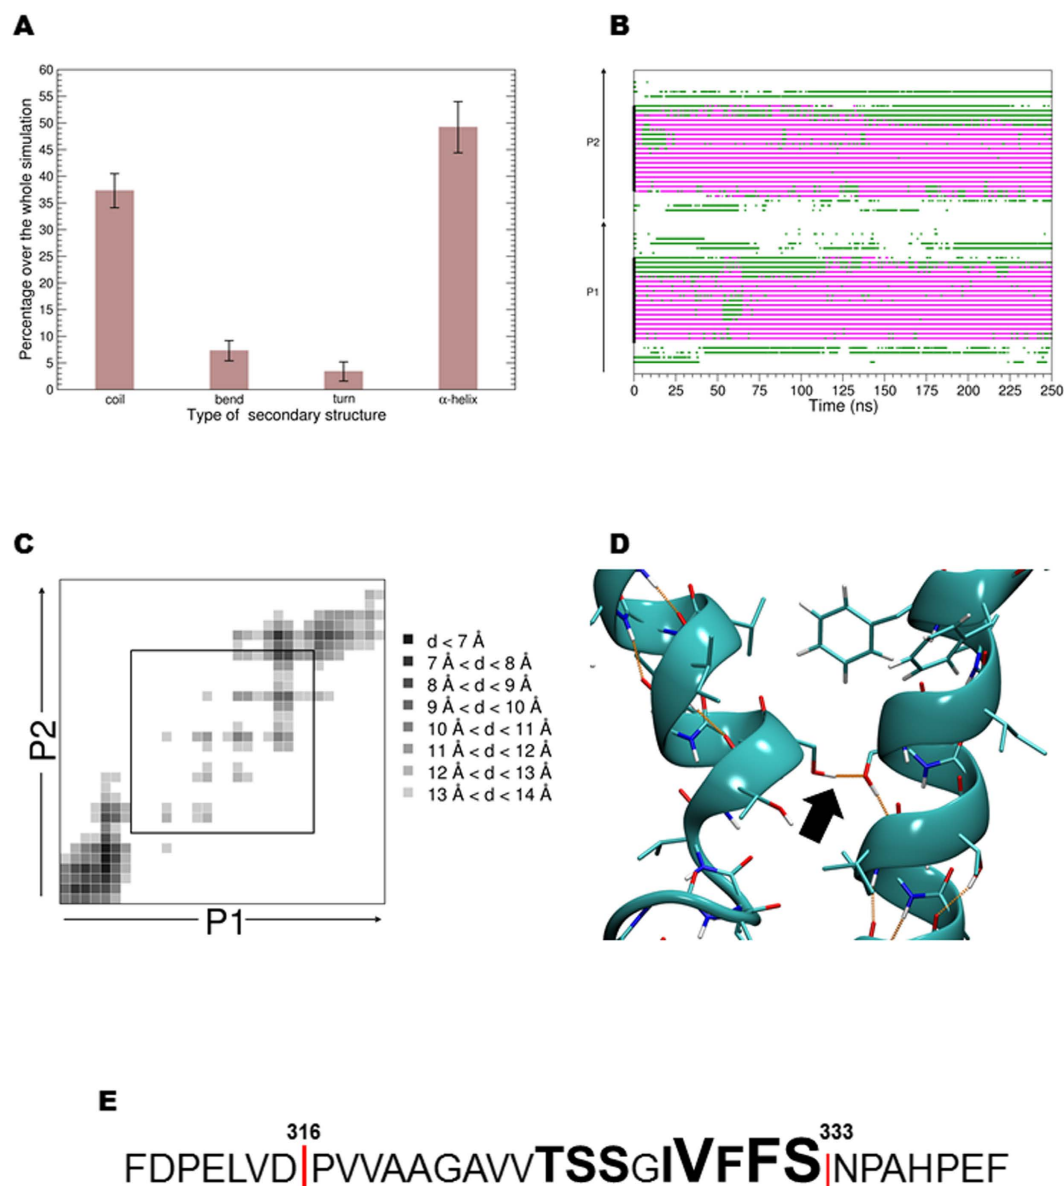 A
Percentage over the whole simulation
60
55
50
45
40
35
30
25
20
15
10
5
0
coil bend turn α-helix
Type of secondary structure
B
P2
P1
0 25 50 75 100 125 150 175 200 225 250
Time (ns)
C
P2
P1
d < 7 Å
7 Å < d < 8 Å
8 Å < d < 9 Å
9 Å < d < 10 Å
10 Å < d < 11 Å
11 Å < d < 12 Å
12 Å < d < 13 Å
13 Å < d < 14 Å
D
E
316 333
FDPELVD|PVVAAGAVVTSSGIVFFS|NPAHPEF